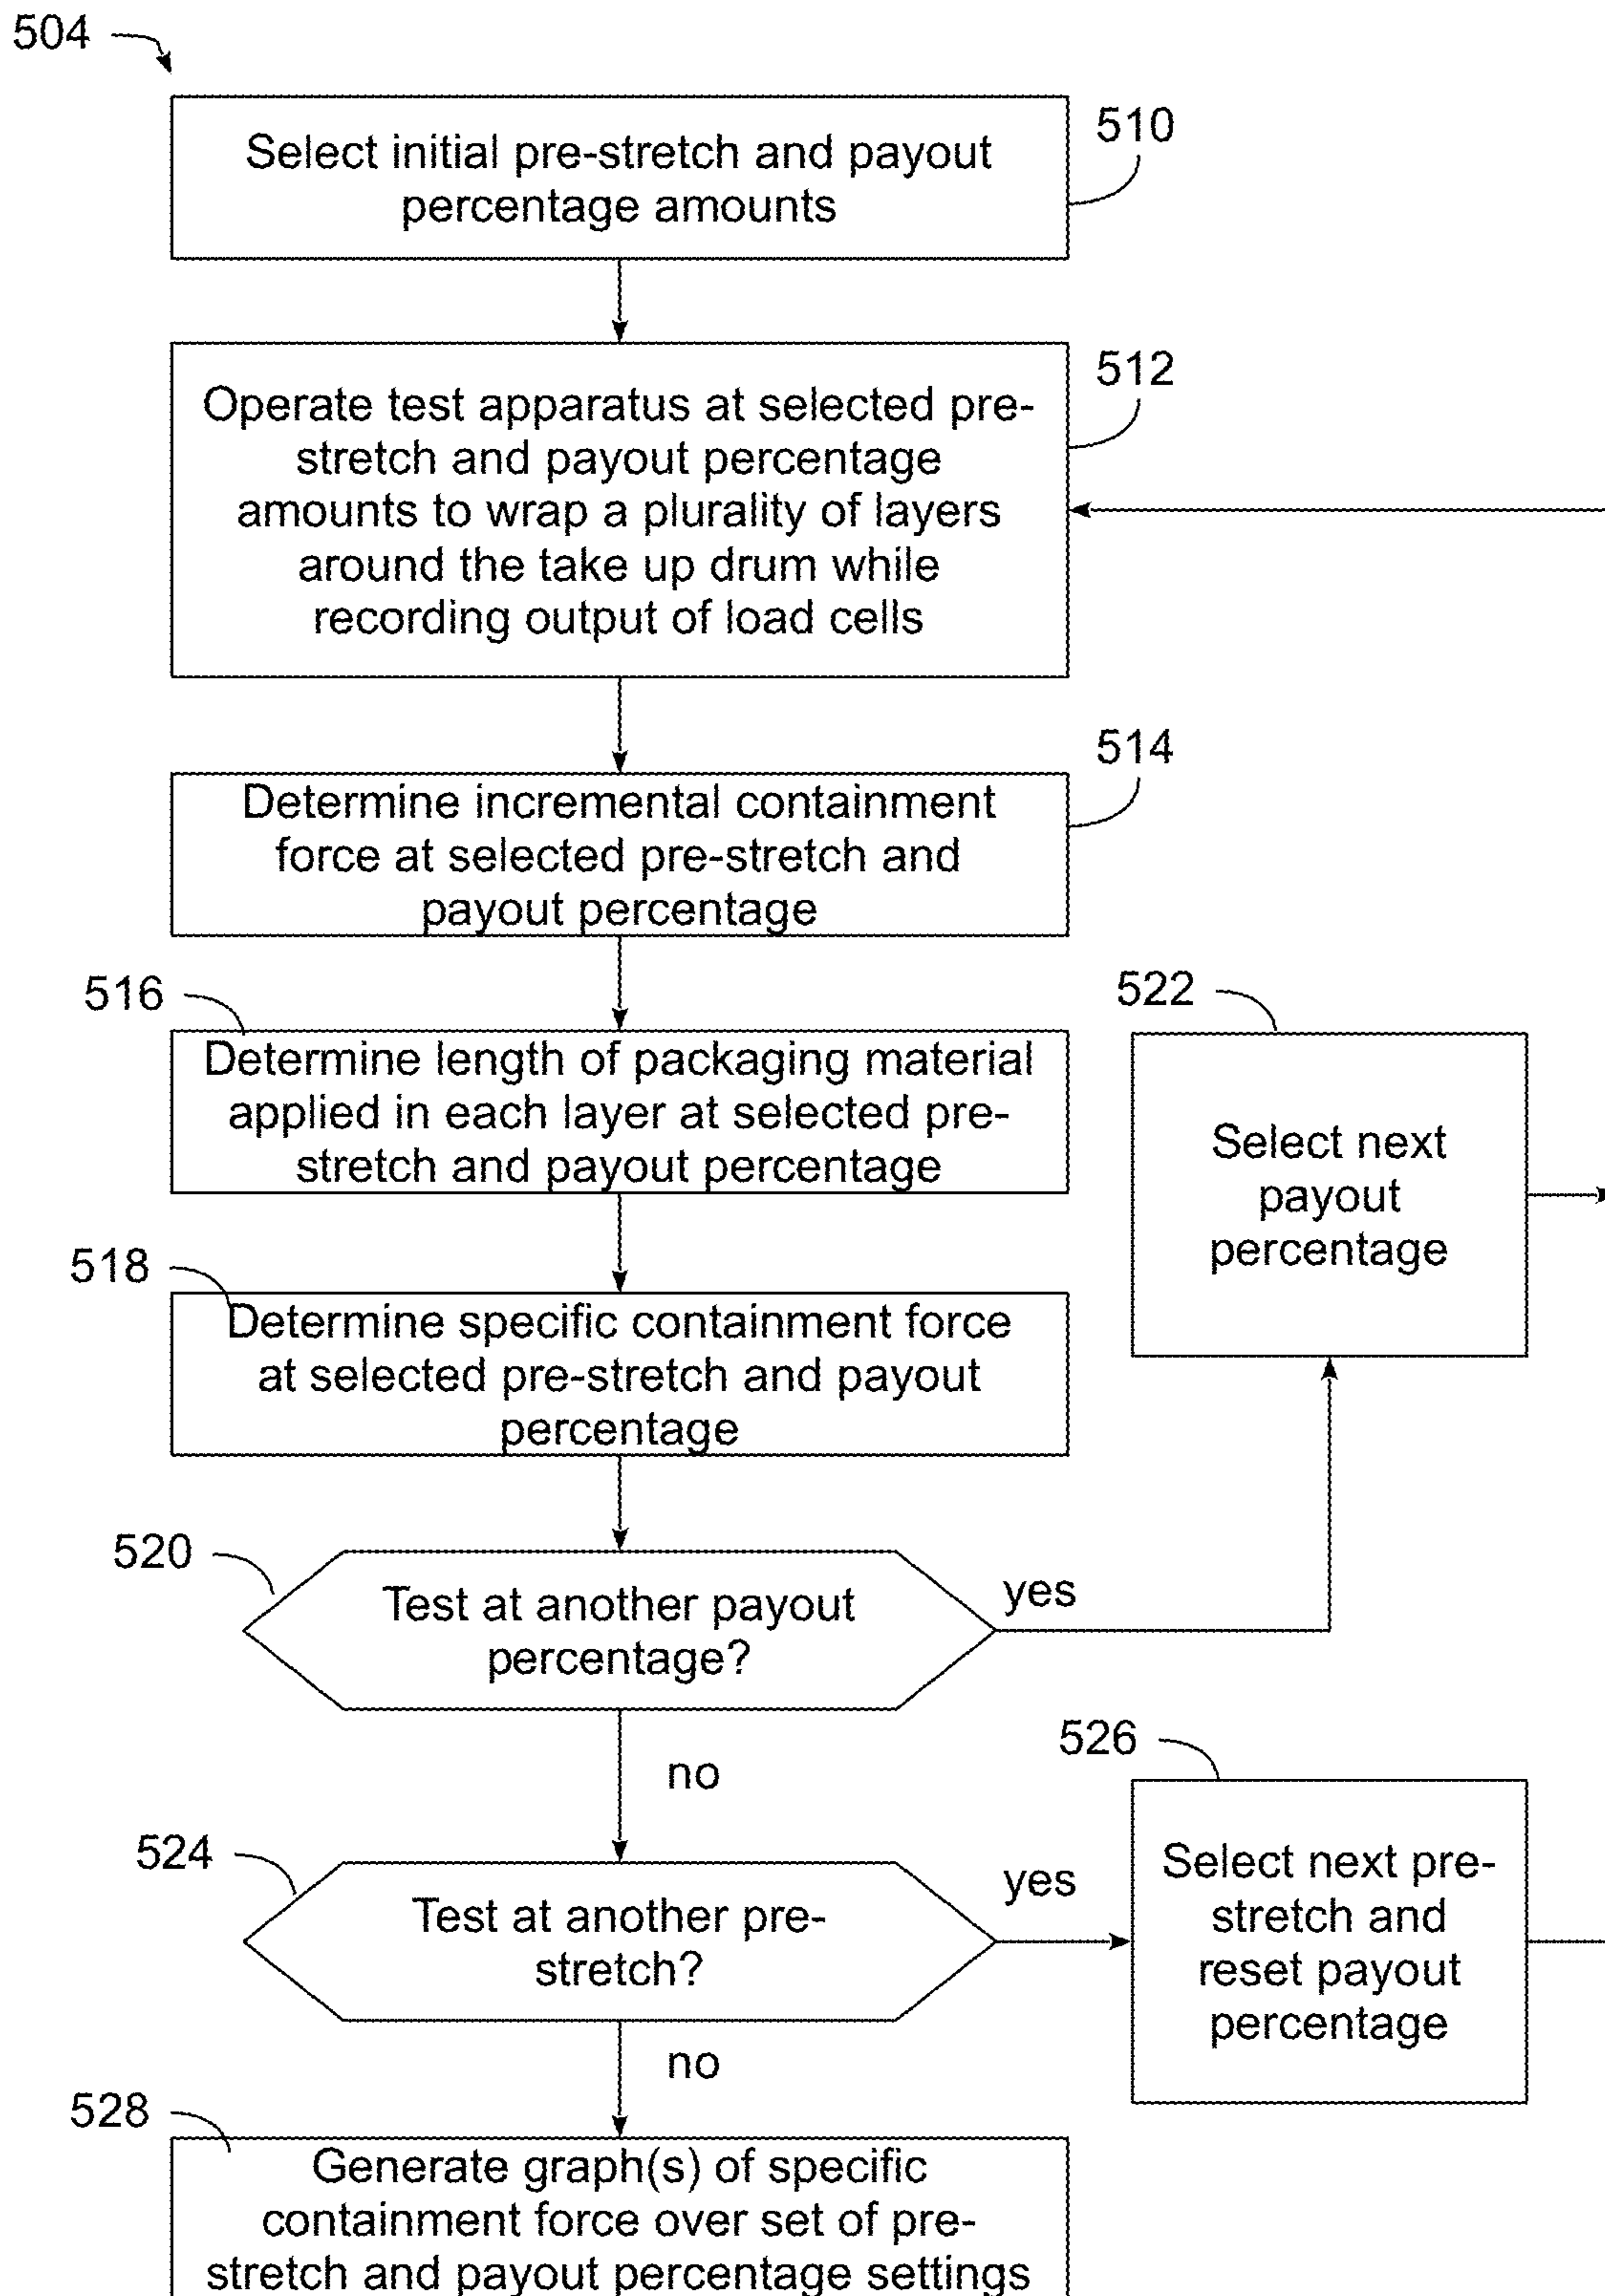 504
Select initial pre-stretch and payout
percentage amounts
510
Operate test apparatus at selected pre-
stretch and payout percentage
amounts to wrap a plurality of layers
around the take up drum while
recording output of load cells
512
Determine incremental containment
force at selected pre-stretch and
payout percentage
514
516
Determine length of packaging material
applied in each layer at selected pre-
stretch and payout percentage
522
Select next
payout
percentage
518
Determine specific containment force
at selected pre-stretch and payout
percentage
520
Test at another payout
percentage?
yes
no
524
Test at another pre-
stretch?
yes
526
Select next pre-
stretch and
reset payout
percentage
no
528
Generate graph(s) of specific
containment force over set of pre-
stretch and payout percentage settings